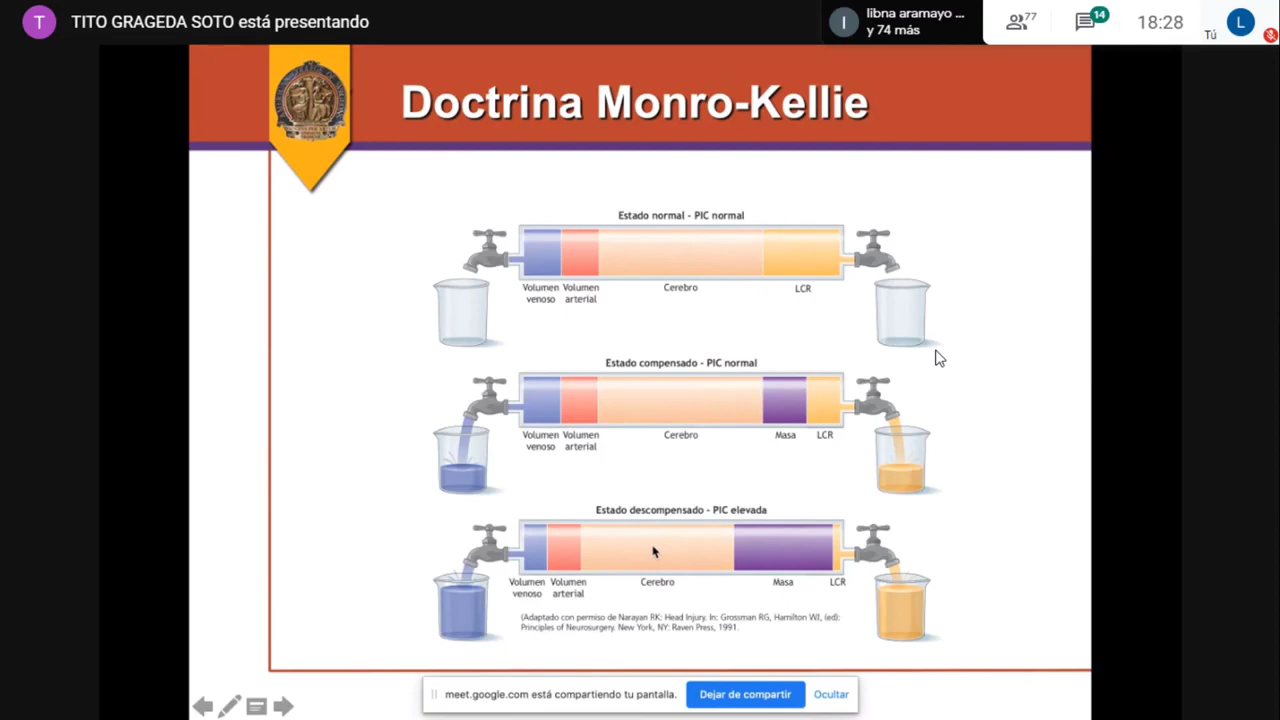 T
TITO GRAGEDA SOTO está presentando
I
libna aramayo ...
y 74 más
77
14
18:28
Tú
L
Doctrina Monro-Kellie
Estado normal - PIC normal
Volumen venoso
Volumen arterial
Cerebro
LCR
Estado compensado - PIC normal
Volumen venoso
Volumen arterial
Cerebro
Masa
LCR
Estado descompensado - PIC elevada
Volumen venoso
Volumen arterial
Cerebro
Masa
LCR
(Adaptado con permiso de Narayan RK: Head Injury. In: Grossman RG, Hamilton WJ, (ed):
Principles of Neurosurgery. New York, NY: Raven Press, 1991.
meet.google.com está compartiendo tu pantalla.
Dejar de compartir
Ocultar